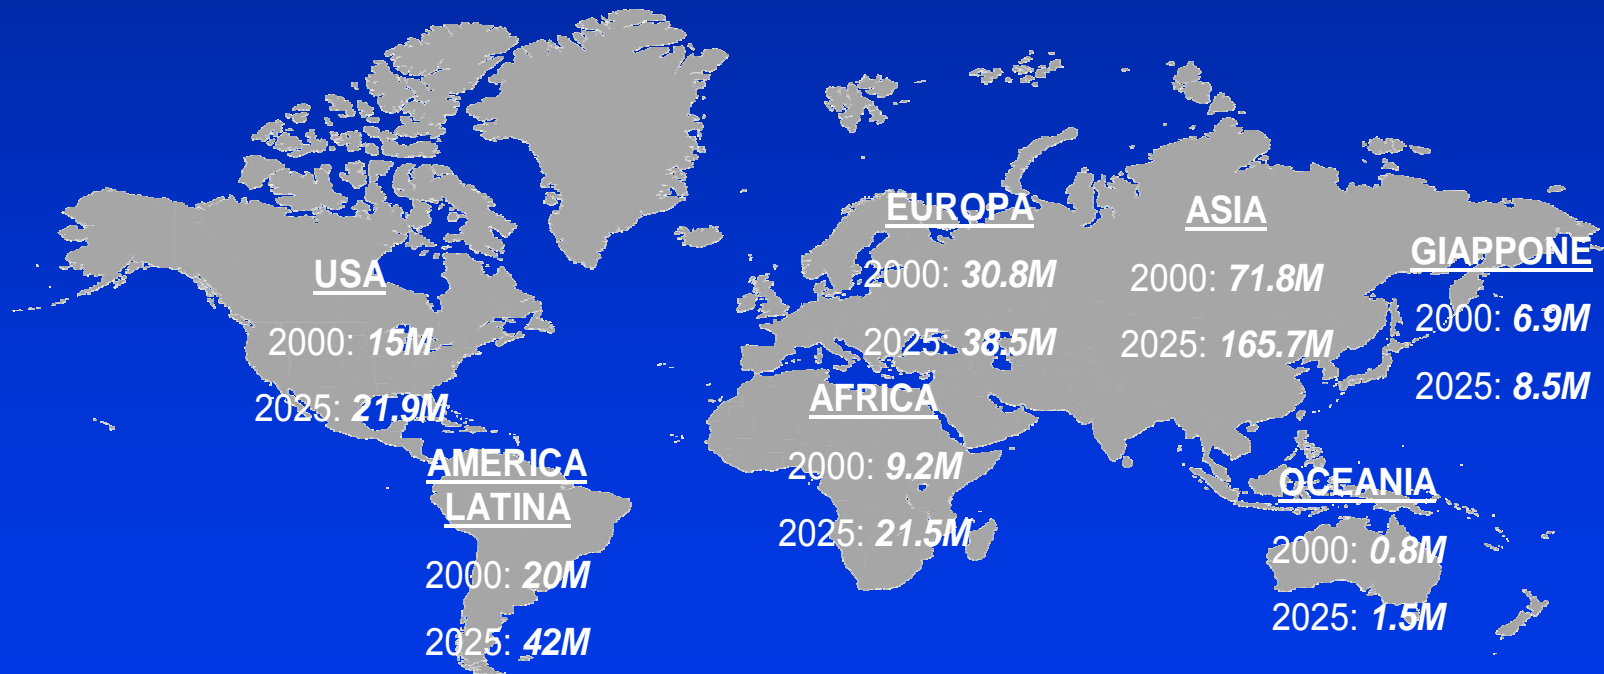 USA
2000: 15M
2025: 21.9M
AMERICA
LATINA
2000: 20M
2025: 42M
EUROPA
2000: 30.8M
2025: 38.5M
AFRICA
2000: 9.2M
2025: 21.5M
ASIA
2000: 71.8M
2025: 165.7M
GIAPPONE
2000: 6.9M
2025: 8.5M
OCEANIA
2000: 0.8M
2025: 1.5M